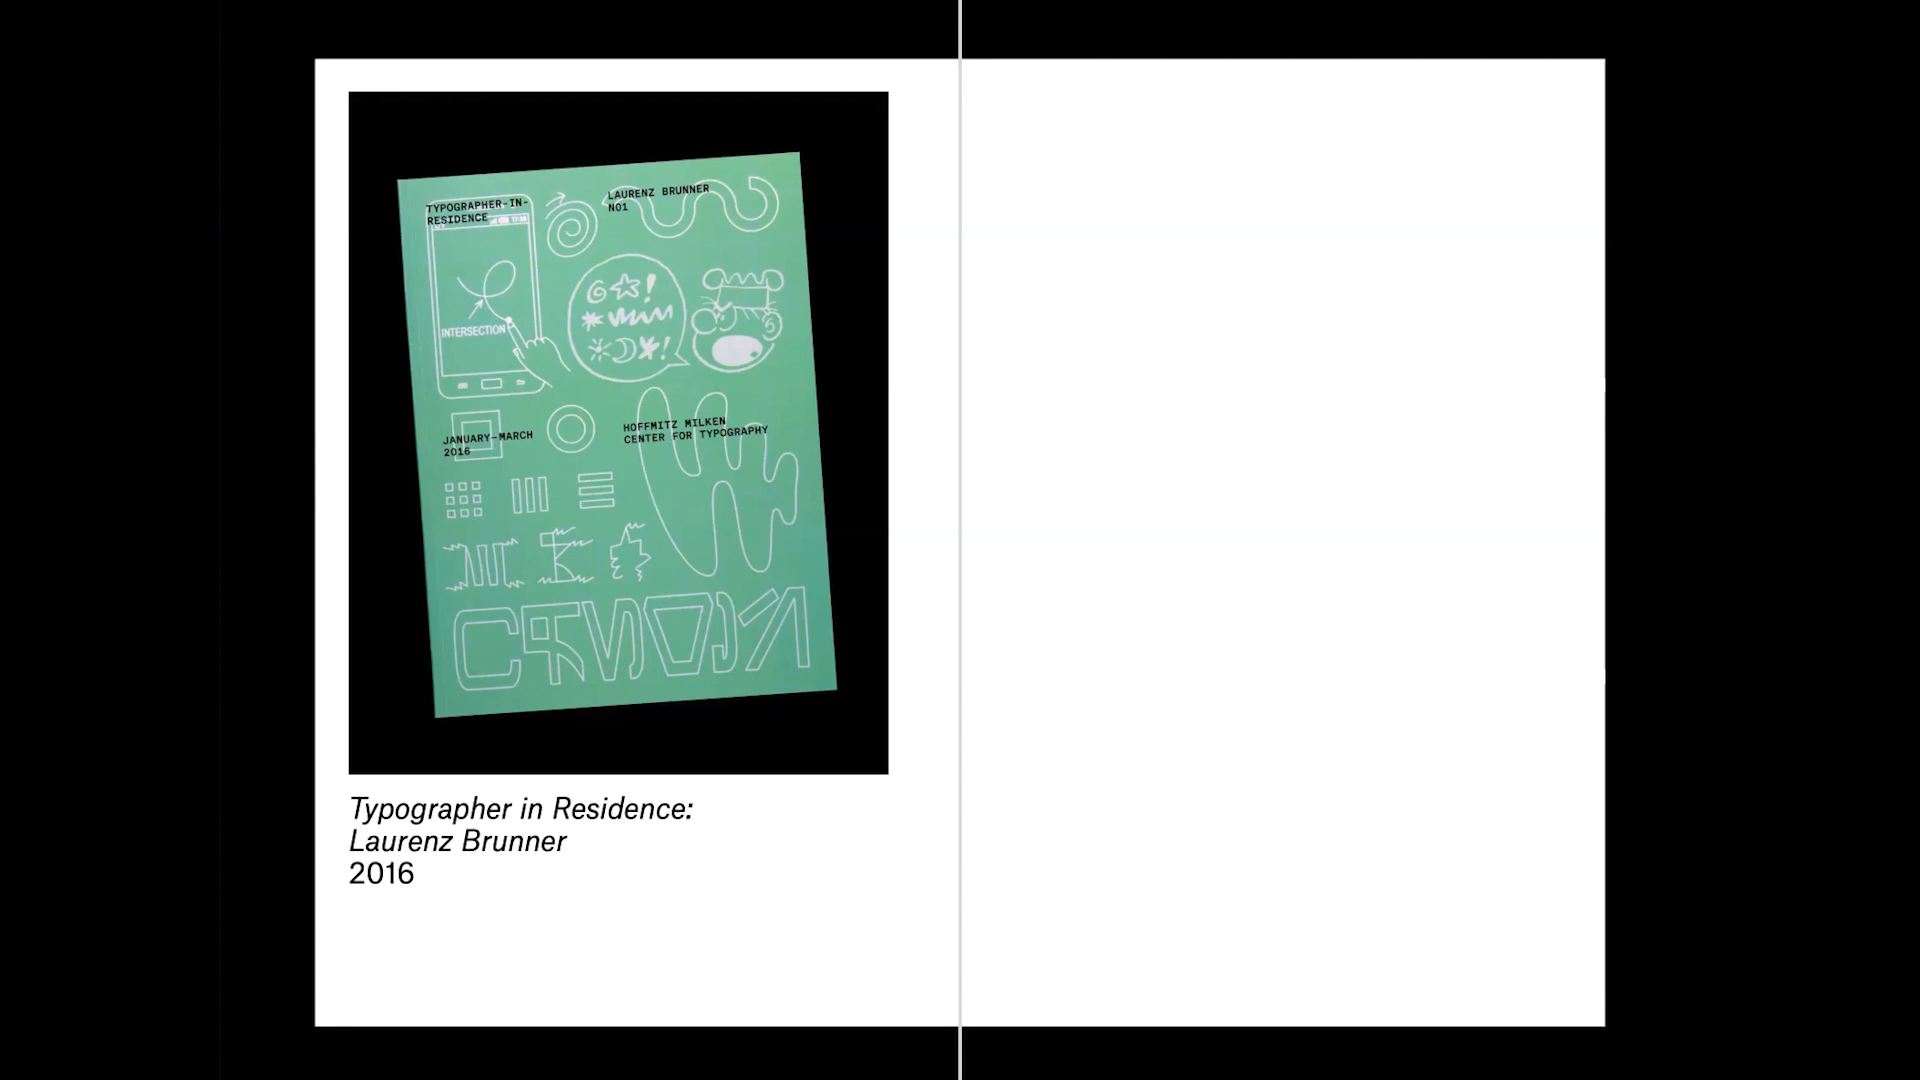 TYPOGRAPHER-IN-
RESIDENCE
LAURENZ BRUNNER
NO1
INTERSECTION
JANUARY–MARCH
2016
HOFFMITZ MILKEN
CENTER FOR TYPOGRAPHY
Typographer in Residence:
Laurenz Brunner
2016